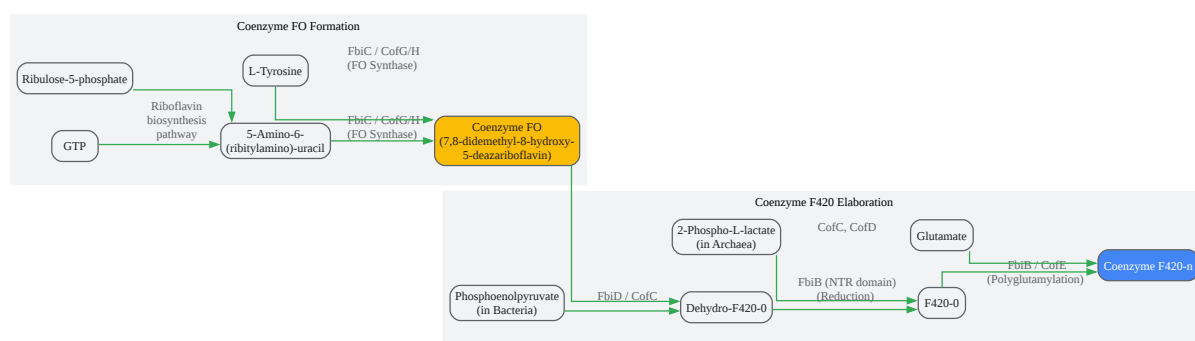 Coenzyme FO Formation
Ribulose-5-phosphate
L-Tyrosine
FbiC / CofG/H
(FO Synthase)
Riboflavin
biosynthesis
pathway
GTP
5-Amino-6-
(ribitylamino)-uracil
FbiC / CofG/H
(FO Synthase)
Coenzyme FO
(7,8-didemethyl-8-hydroxy-
5-deazariboflavin)
Coenzyme F420 Elaboration
2-Phospho-L-lactate
(in Archaea)
CofC, CofD
Glutamate
Phosphoenolpyruvate
(in Bacteria)
FbiD / CofC
Dehydro-F420-0
FbiB (NTR domain)
(Reduction)
F420-0
FbiB / CofE
(Polyglutamylation)
Coenzyme F420-n